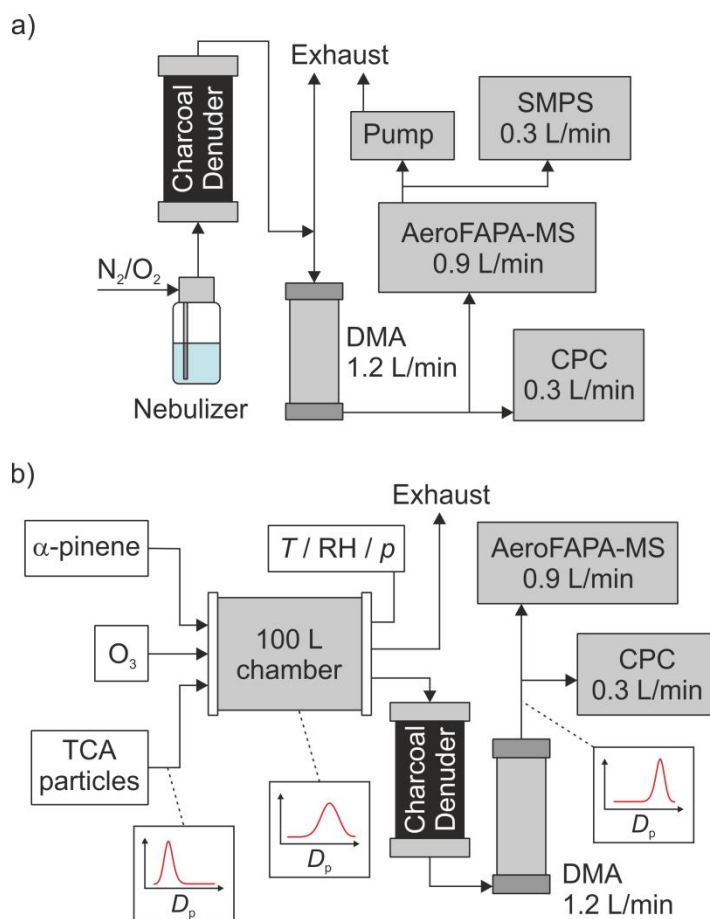 a)
Exhaust
Charcoal
Denuder
Pump
SMPS
0.3 L/min
AeroFAPA-MS
0.9 L/min
N₂/O₂
DMA
1.2 L/min
CPC
0.3 L/min
Nebulizer
b)
Exhaust
α-pinene
T / RH / p
AeroFAPA-MS
0.9 L/min
O₃
100 L
chamber
CPC
0.3 L/min
TCA
particles
Charcoal
Denuder
Dₚ
Dₚ
Dₚ
DMA
1.2 L/min